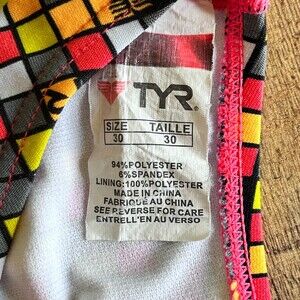 TYR
SIZE TAILLE
30 30
94%POLYESTER
6%SPANDEX
LINING:100%POLYESTER
MADE IN CHINA
FABRIQUÉ AU CHINA
SEE REVERSE FOR CARE
ENTRELL'EN AU VERSO